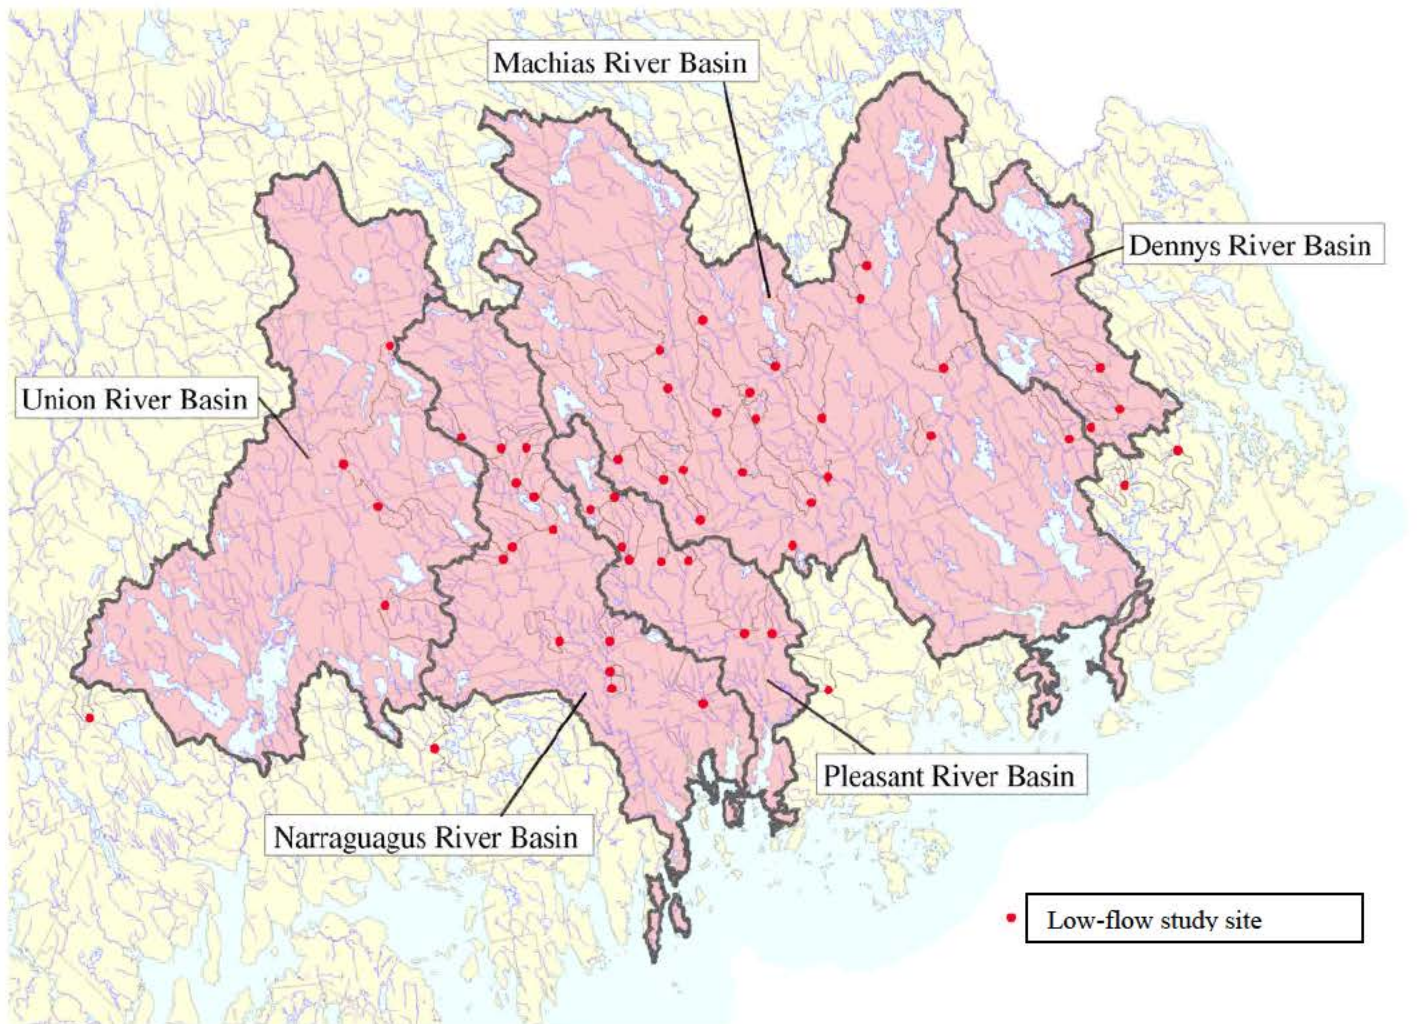 Machias River Basin
Dennys River Basin
Union River Basin
Pleasant River Basin
Narraguagus River Basin
Low-flow study site